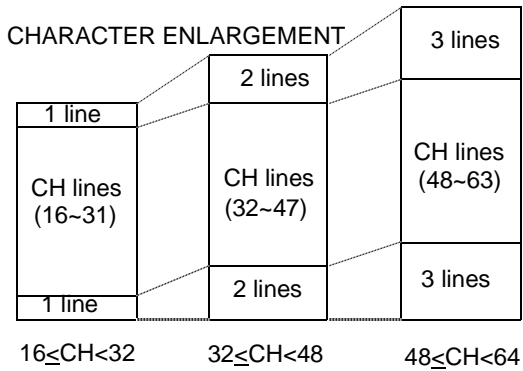 CHARACTER ENLARGEMENT
1 line
CH lines
(16~31)
1 line
16≤CH<32
2 lines
CH lines
(32~47)
2 lines
32≤CH<48
3 lines
CH lines
(48~63)
3 lines
48≤CH<64